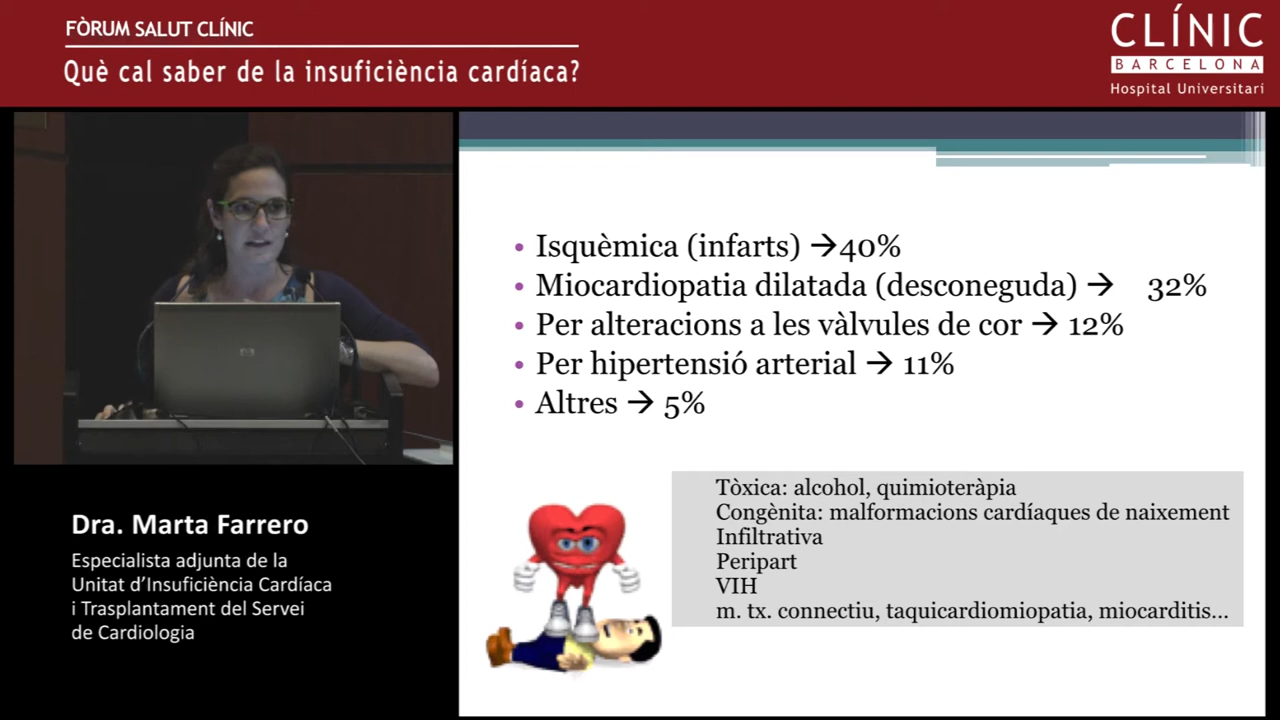 FÒRUM SALUT CLÍNIC
Què cal saber de la insuficiència cardíaca?
CLÍNIC
BARCELONA
Hospital Universitari
• Isquèmica (infarts) →40%
• Miocardiopatia dilatada (desconeguda) → 32%
• Per alteracions a les vàlvules de cor → 12%
• Per hipertensió arterial → 11%
• Altres → 5%
Tòxica: alcohol, quimioteràpia
Congènita: malformacions cardíaques de naixement
Infiltrativa
Peripart
VIH
m. tx. connectiu, taquicardiomiopatia, miocarditis...
Dra. Marta Farrero
Especialista adjunta de la
Unitat d'Insuficiència Cardíaca
i Trasplantament del Servei
de Cardiologia